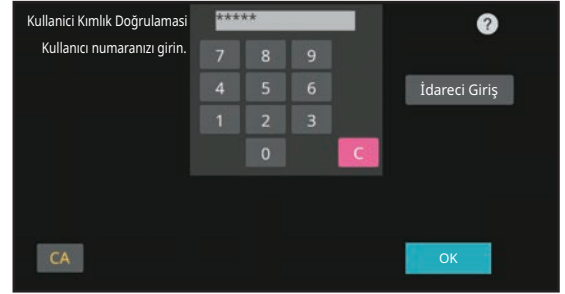 Kullanici Kımlık Doğrulamasi
*****
?
Kullanıcı numaranızı girin.
7 8 9
4 5 6
İdareci Giriş
1 2 3
0 C
CA
OK